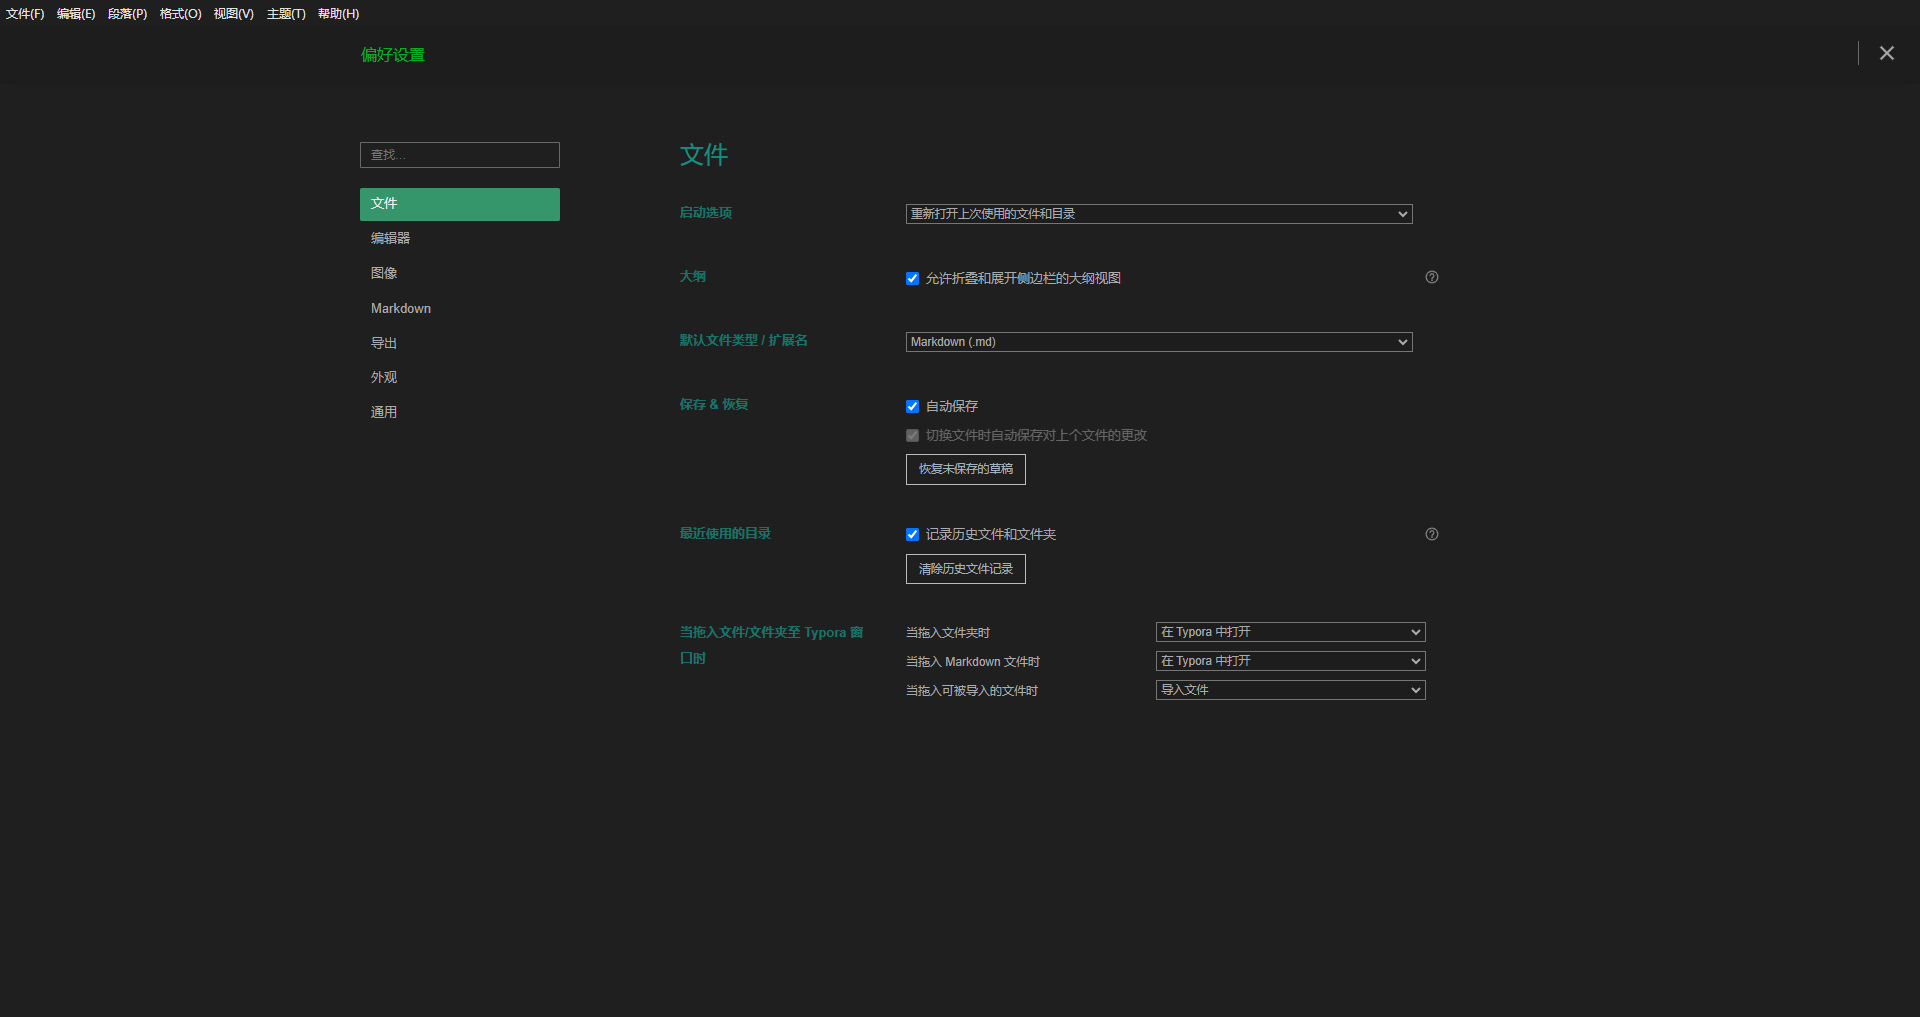 文件(F) 编辑(E) 段落(P) 格式(O) 视图(V) 主题(T) 帮助(H)
偏好设置
查找...
文件
编辑器
图像
Markdown
导出
外观
通用
文件
启动选项 重新打开上次使用的文件和目录
大纲 允许折叠和展开侧边栏的大纲视图
默认文件类型 / 扩展名 Markdown (.md)
保存 & 恢复 自动保存
切换文件时自动保存对上个文件的更改
恢复未保存的草稿
最近使用的目录 记录历史文件和文件夹
清除历史文件记录
当拖入文件/文件夹至 Typora 窗
口时
当拖入文件夹时 在 Typora 中打开
当拖入 Markdown 文件时 在 Typora 中打开
当拖入可被导入的文件时 导入文件